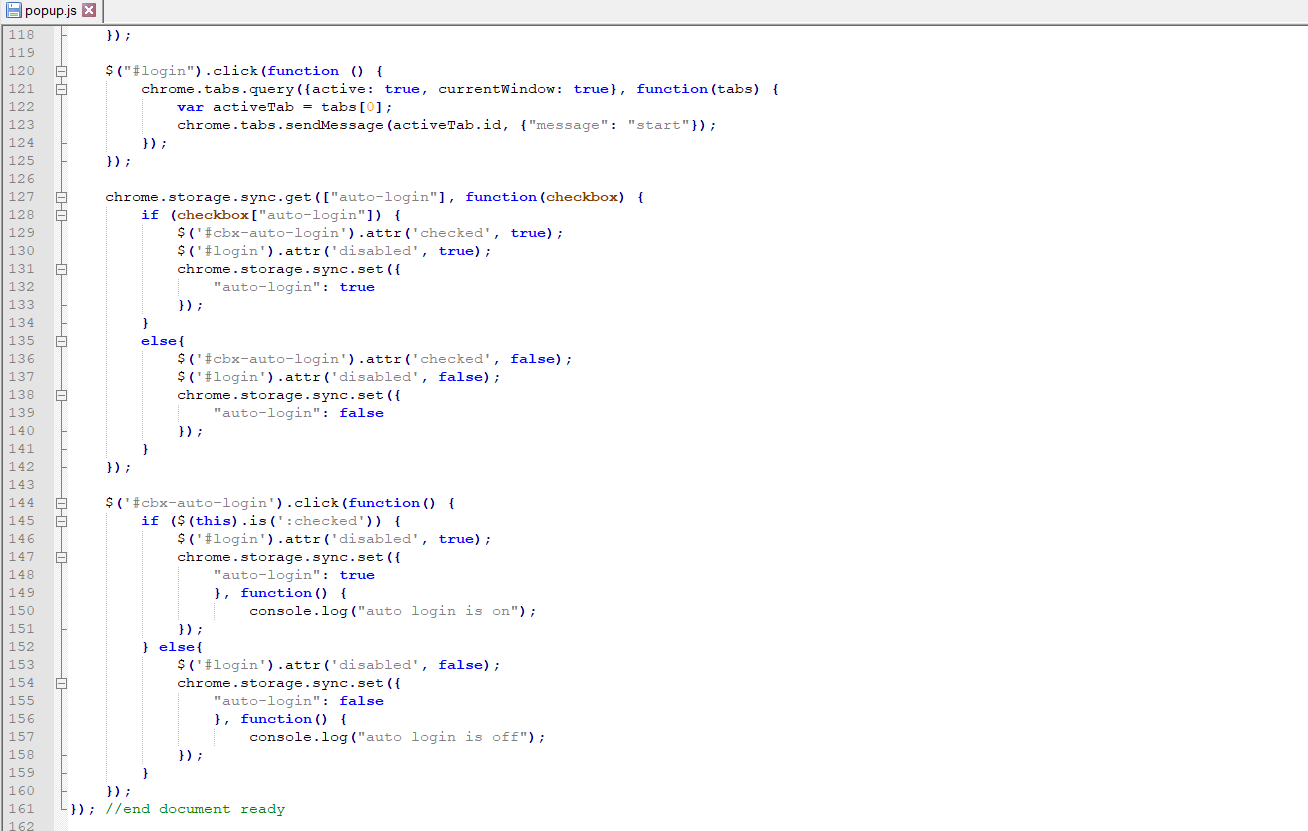 popup.js
118 });
119
120 $("#login").click(function () {
121 chrome.tabs.query({active: true, currentWindow: true}, function(tabs) {
122 var activeTab = tabs[0];
123 chrome.tabs.sendMessage(activeTab.id, {"message": "start"});
124 });
125 });
126
127 chrome.storage.sync.get(["auto-login"], function(checkbox) {
128 if (checkbox["auto-login"]) {
129 $('#cbx-auto-login').attr('checked', true);
130 $('#login').attr('disabled', true);
131 chrome.storage.sync.set({
132 "auto-login": true
133 });
134 }
135 else{
136 $('#cbx-auto-login').attr('checked', false);
137 $('#login').attr('disabled', false);
138 chrome.storage.sync.set({
139 "auto-login": false
140 });
141 }
142 });
143
144 $('#cbx-auto-login').click(function() {
145 if ($(this).is(':checked')) {
146 $('#login').attr('disabled', true);
147 chrome.storage.sync.set({
148 "auto-login": true
149 }, function() {
150 console.log("auto login is on");
151 });
152 } else{
153 $('#login').attr('disabled', false);
154 chrome.storage.sync.set({
155 "auto-login": false
156 }, function() {
157 console.log("auto login is off");
158 });
159 }
160 });
161 }); //end document ready
162